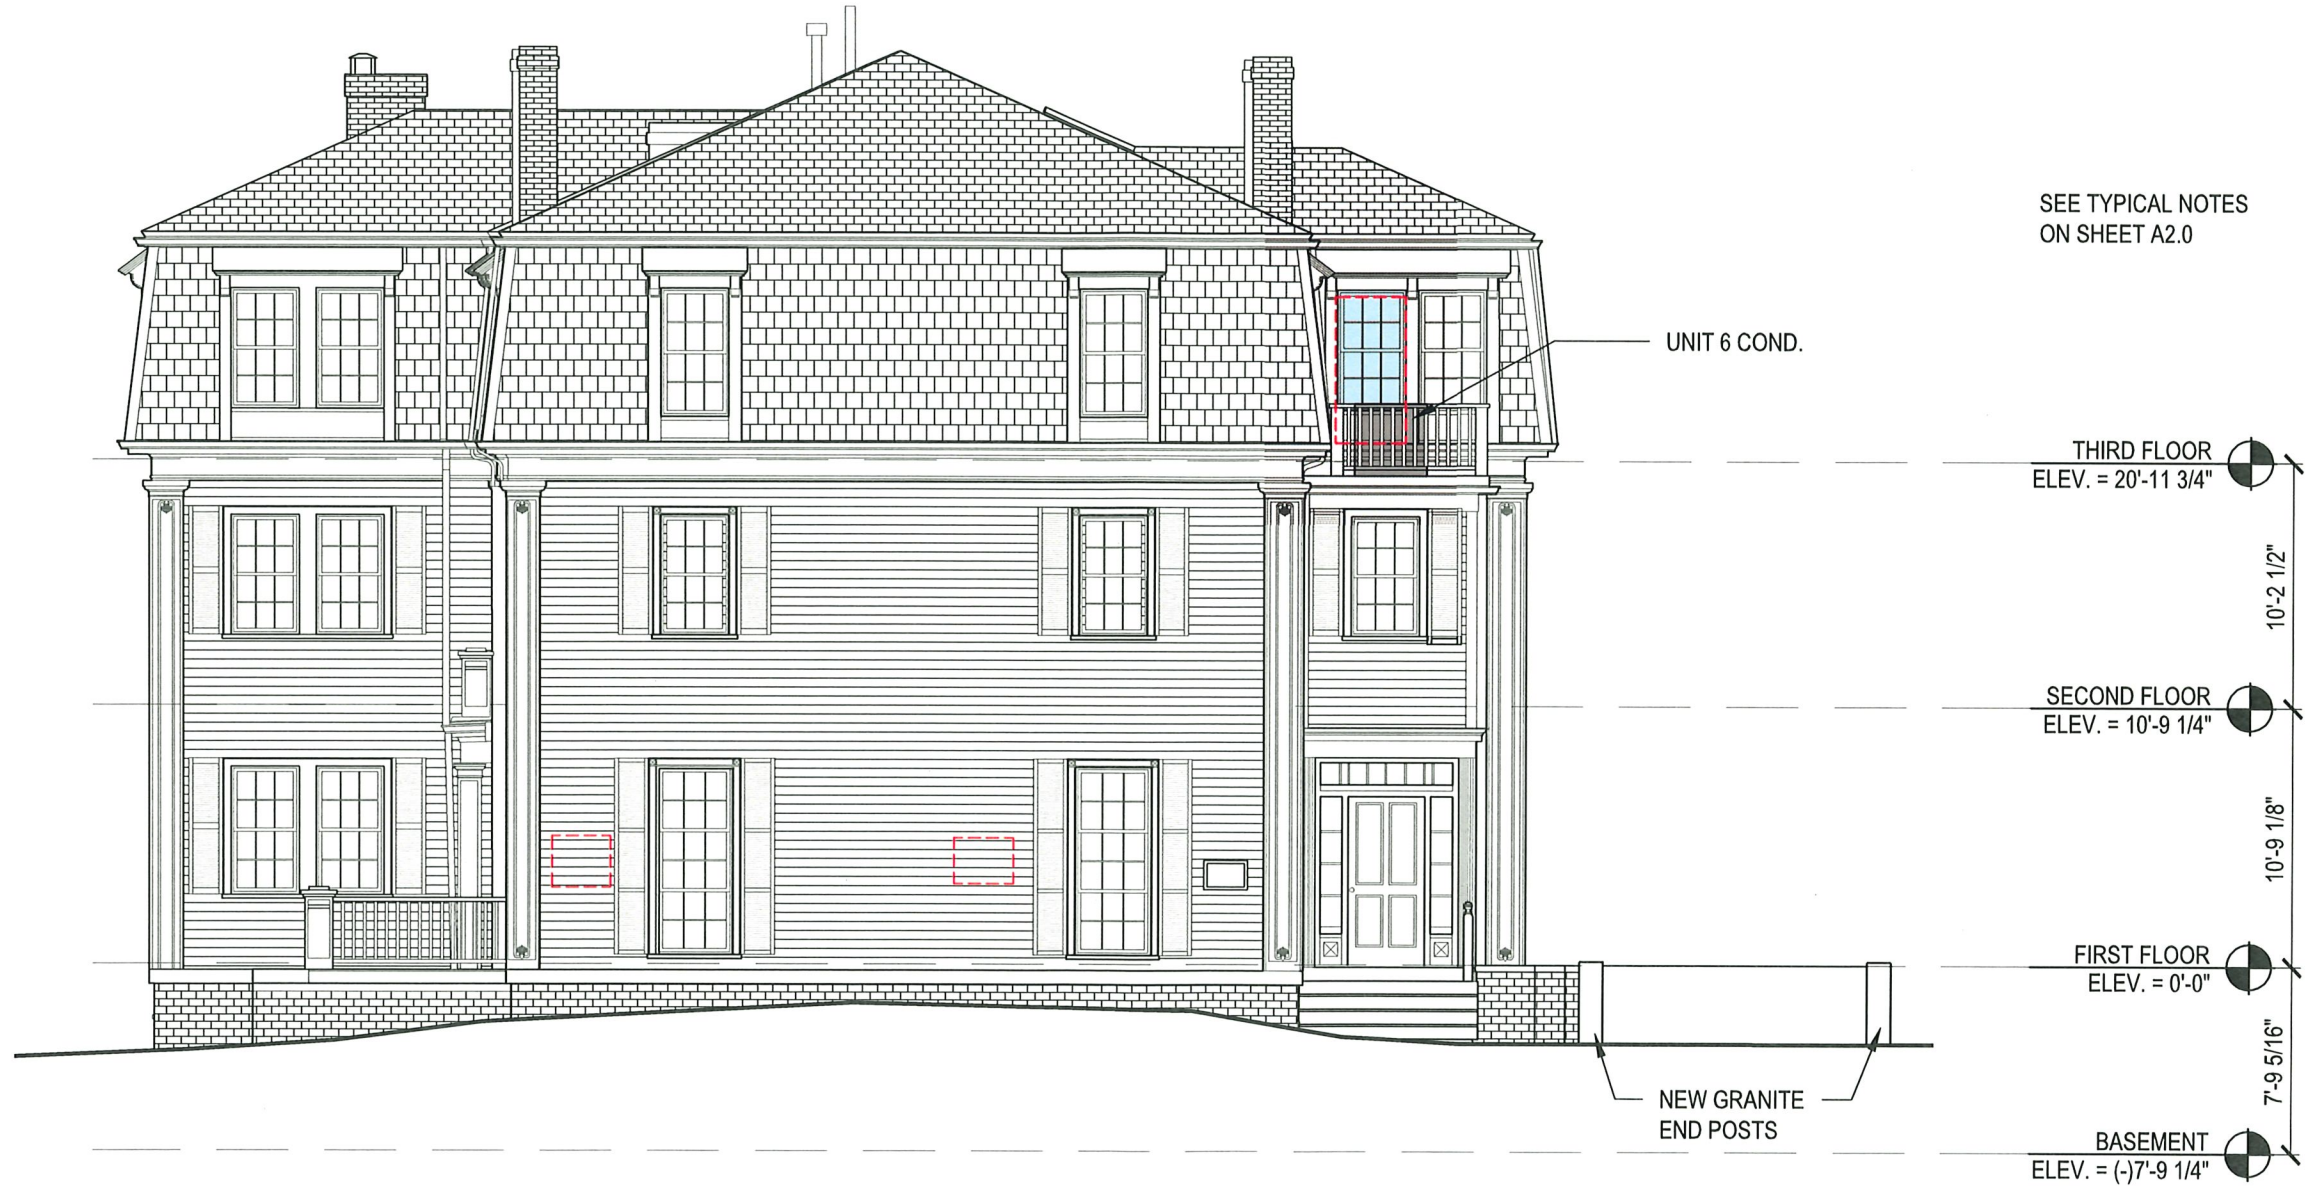 SEE TYPICAL NOTES
ON SHEET A2.0
UNIT 6 COND.
THIRD FLOOR
ELEV. = 20'-11 3/4"
10'-2 1/2"
SECOND FLOOR
ELEV. = 10'-9 1/4"
10'-9 1/8"
FIRST FLOOR
ELEV. = 0'-0"
7'-9 5/16"
NEW GRANITE
END POSTS
BASEMENT
ELEV. = (-)7'-9 1/4"